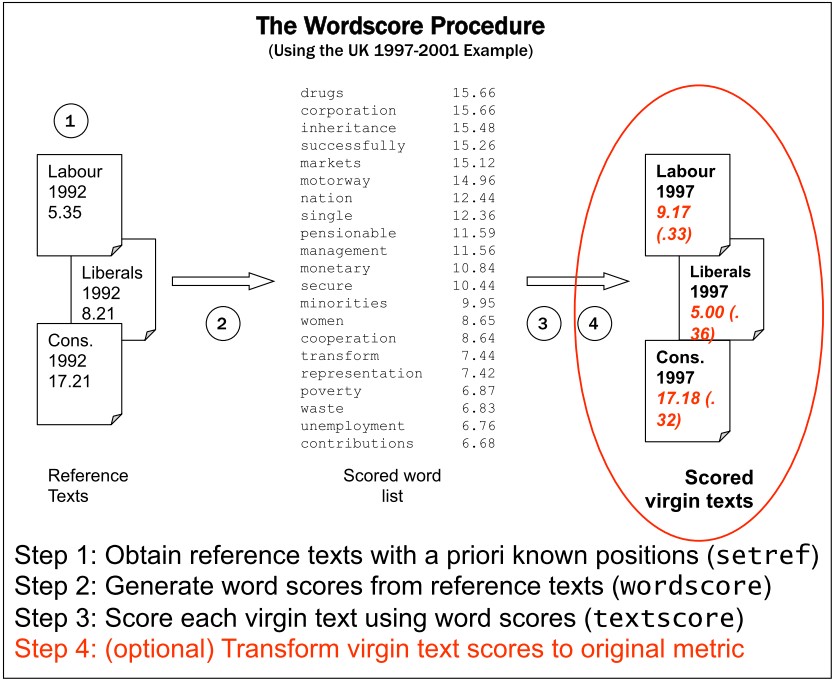 The Wordscore Procedure
(Using the UK 1997-2001 Example)
1
Labour
1992
5.35
Liberals
1992
8.21
Cons.
1992
17.21
Reference
Texts
2
drugs 15.66
corporation 15.66
inheritance 15.48
successfully 15.26
markets 15.12
motorway 14.96
nation 12.44
single 12.36
pensionable 11.59
management 11.56
monetary 10.84
secure 10.44
minorities 9.95
women 8.65
cooperation 8.64
transform 7.44
representation 7.42
poverty 6.87
waste 6.83
unemployment 6.76
contributions 6.68
Scored word
list
3
4
Labour
1997
9.17
(.33)
Liberals
1997
5.00 (.
36)
Cons.
1997
17.18 (.
32)
Scored
virgin texts
Step 1: Obtain reference texts with a priori known positions (setref)
Step 2: Generate word scores from reference texts (wordscore)
Step 3: Score each virgin text using word scores (textscore)
Step 4: (optional) Transform virgin text scores to original metric